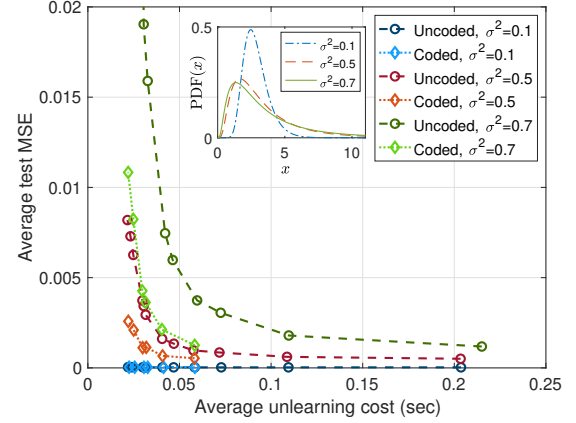 0.02
0.015
0.01
0.005
0
0
0.05
0.1
0.15
0.2
0.25
Average test MSE
Average unlearning cost (sec)
0.5
0
0
5
10
PDF(x)
x
σ²=0.1
σ²=0.5
σ²=0.7
Uncoded, σ²=0.1
Coded, σ²=0.1
Uncoded, σ²=0.5
Coded, σ²=0.5
Uncoded, σ²=0.7
Coded, σ²=0.7